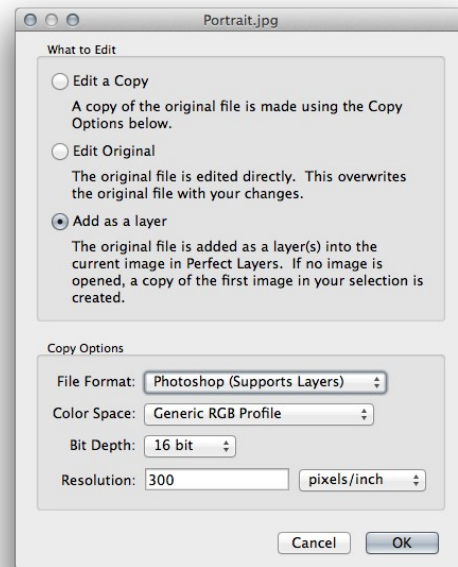 Portrait.jpg
What to Edit
Edit a Copy
A copy of the original file is made using the Copy
Options below.
Edit Original
The original file is edited directly.  This overwrites
the original file with your changes.
Add as a layer
The original file is added as a layer(s) into the
current image in Perfect Layers.  If no image is
opened, a copy of the first image in your selection is
created.
Copy Options
File Format: Photoshop (Supports Layers)
Color Space: Generic RGB Profile
Bit Depth: 16 bit
Resolution: 300 pixels/inch
Cancel OK